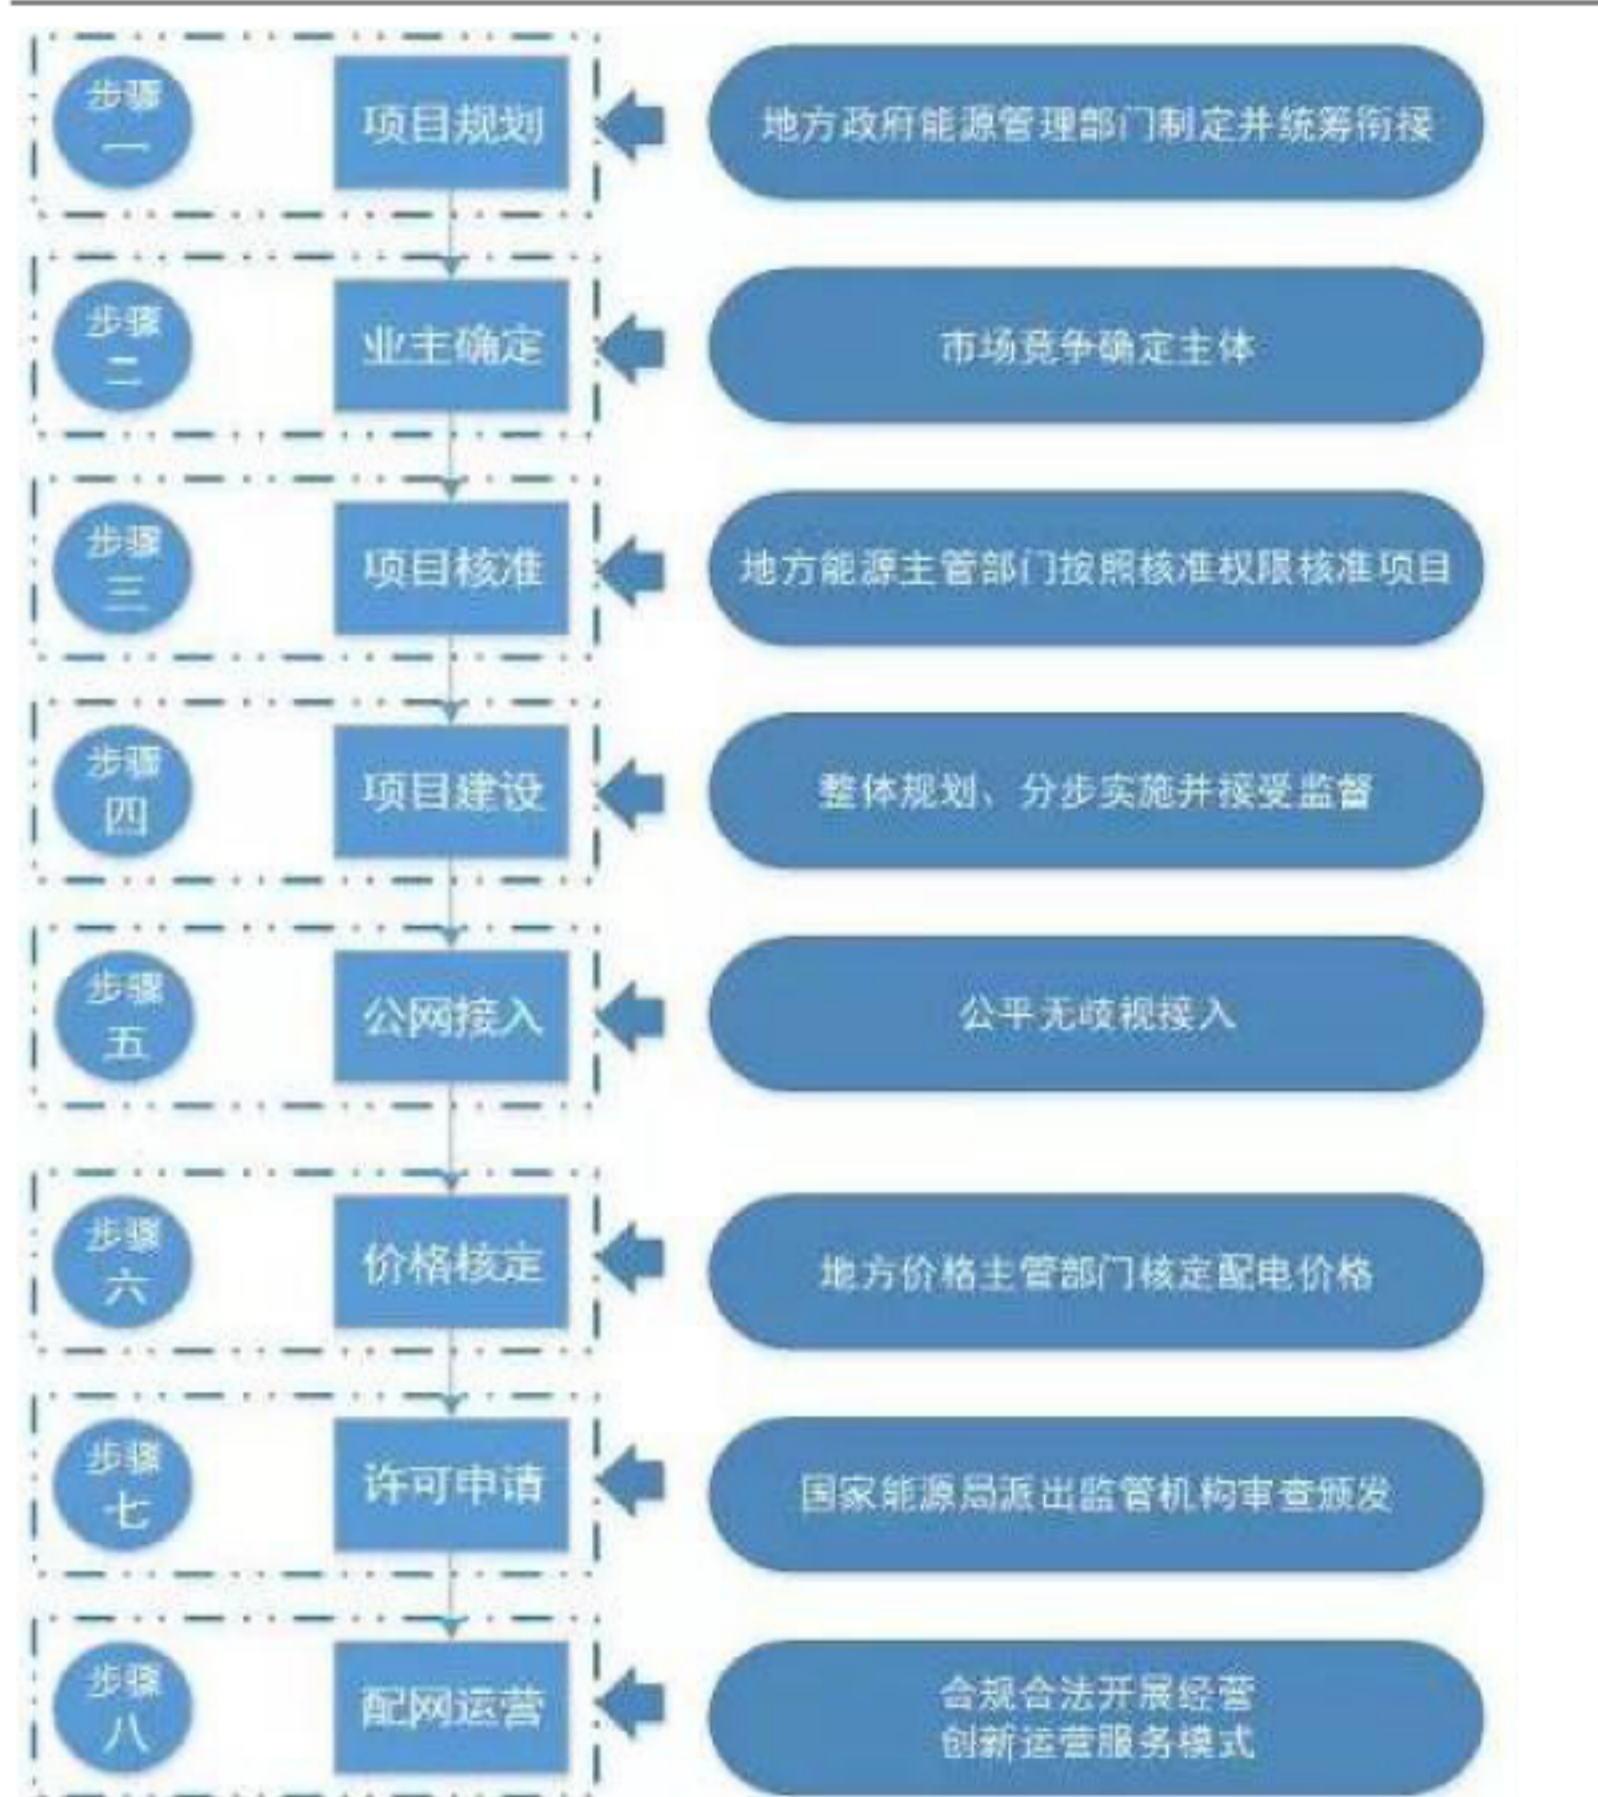 步骤
一
项目规划
地方政府能源管理部门制定并统筹衔接
步骤
二
业主确定
市场竞争确定主体
步骤
三
项目核准
地方能源主管部门按照核准权限核准项目
步骤
四
项目建设
整体规划、分步实施并接受监督
步骤
五
公网接入
公平无歧视接入
步骤
六
价格核定
地方价格主管部门核定配电价格
步骤
七
许可申请
国家能源局派出监管机构审查颁发
步骤
八
配网运营
合规合法开展经营
创新运营服务模式